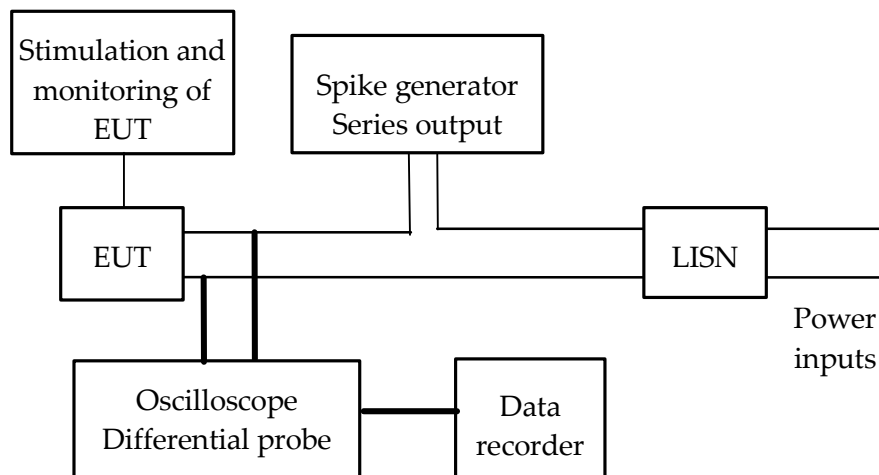 Stimulation and
monitoring of
EUT
Spike generator
Series output
EUT
LISN
Power
inputs
Oscilloscope
Differential probe
Data
recorder